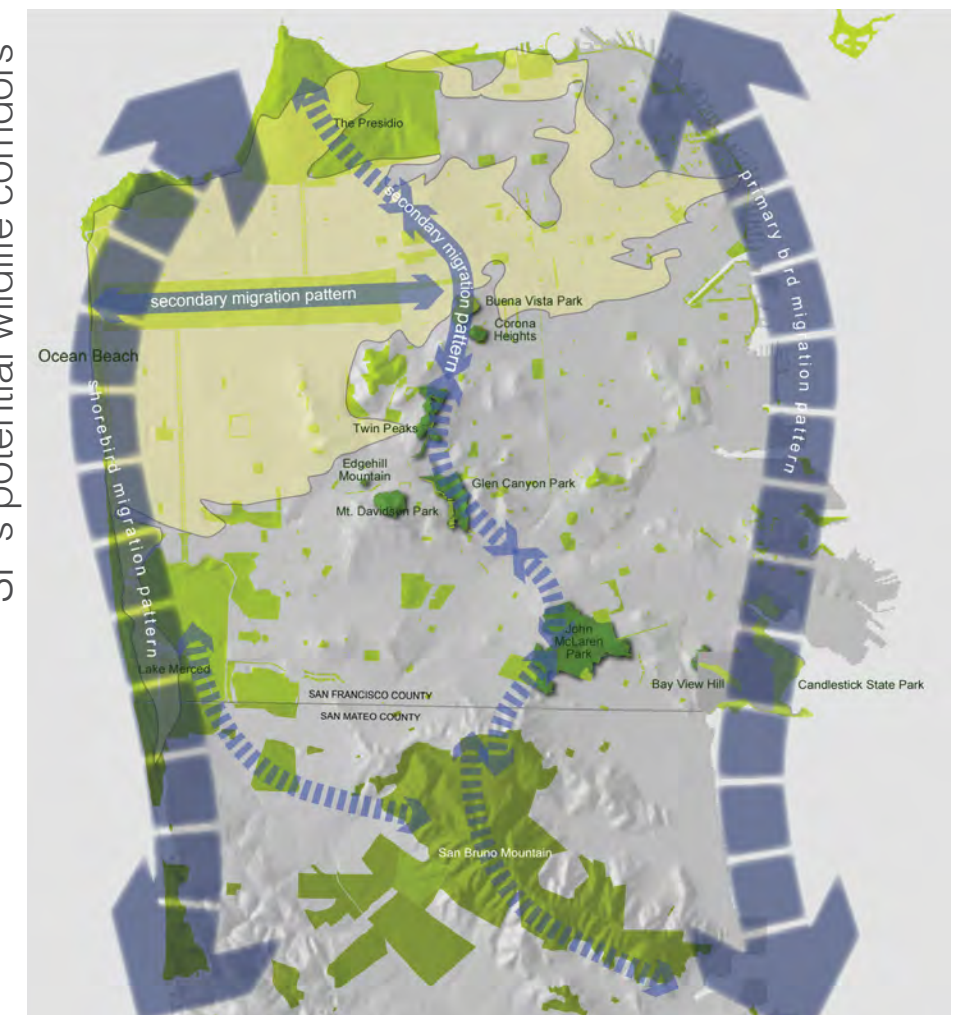 SF's potential wildlife corridors
The Presidio
secondary migration pattern
primary bird migration pattern
secondary migration pattern
Buena Vista Park
Corona
Heights
Ocean Beach
shorebird migration pattern
Twin Peaks
Edgehill
Mountain
Glen Canyon Park
Mt. Davidson Park
John
McLaren
Park
Lake Merced
Bay View Hill
Candlestick State Park
SAN FRANCISCO COUNTY
SAN MATEO COUNTY
San Bruno Mountain